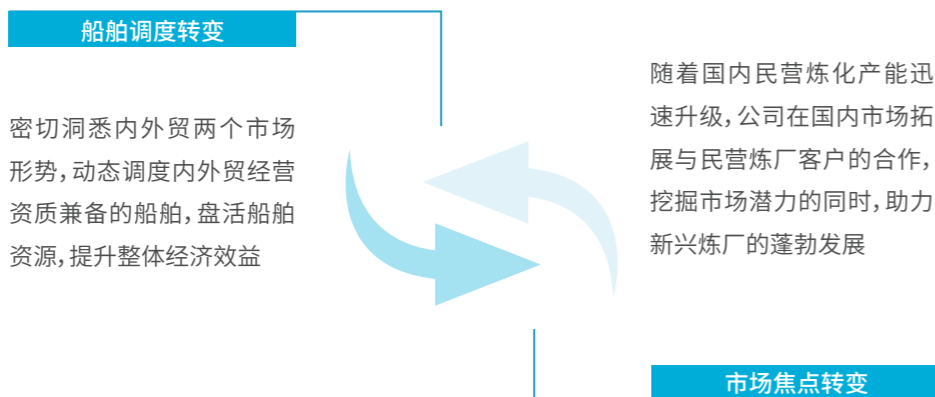 船舶调度转变
密切洞悉内外贸两个市场
形势，动态调度内外贸经营
资质兼备的船舶，盘活船舶
资源，提升整体经济效益
随着国内民营炼化产能迅
速升级，公司在国内市场拓
展与民营炼厂客户的合作，
挖掘市场潜力的同时，助力
新兴炼厂的蓬勃发展
市场焦点转变